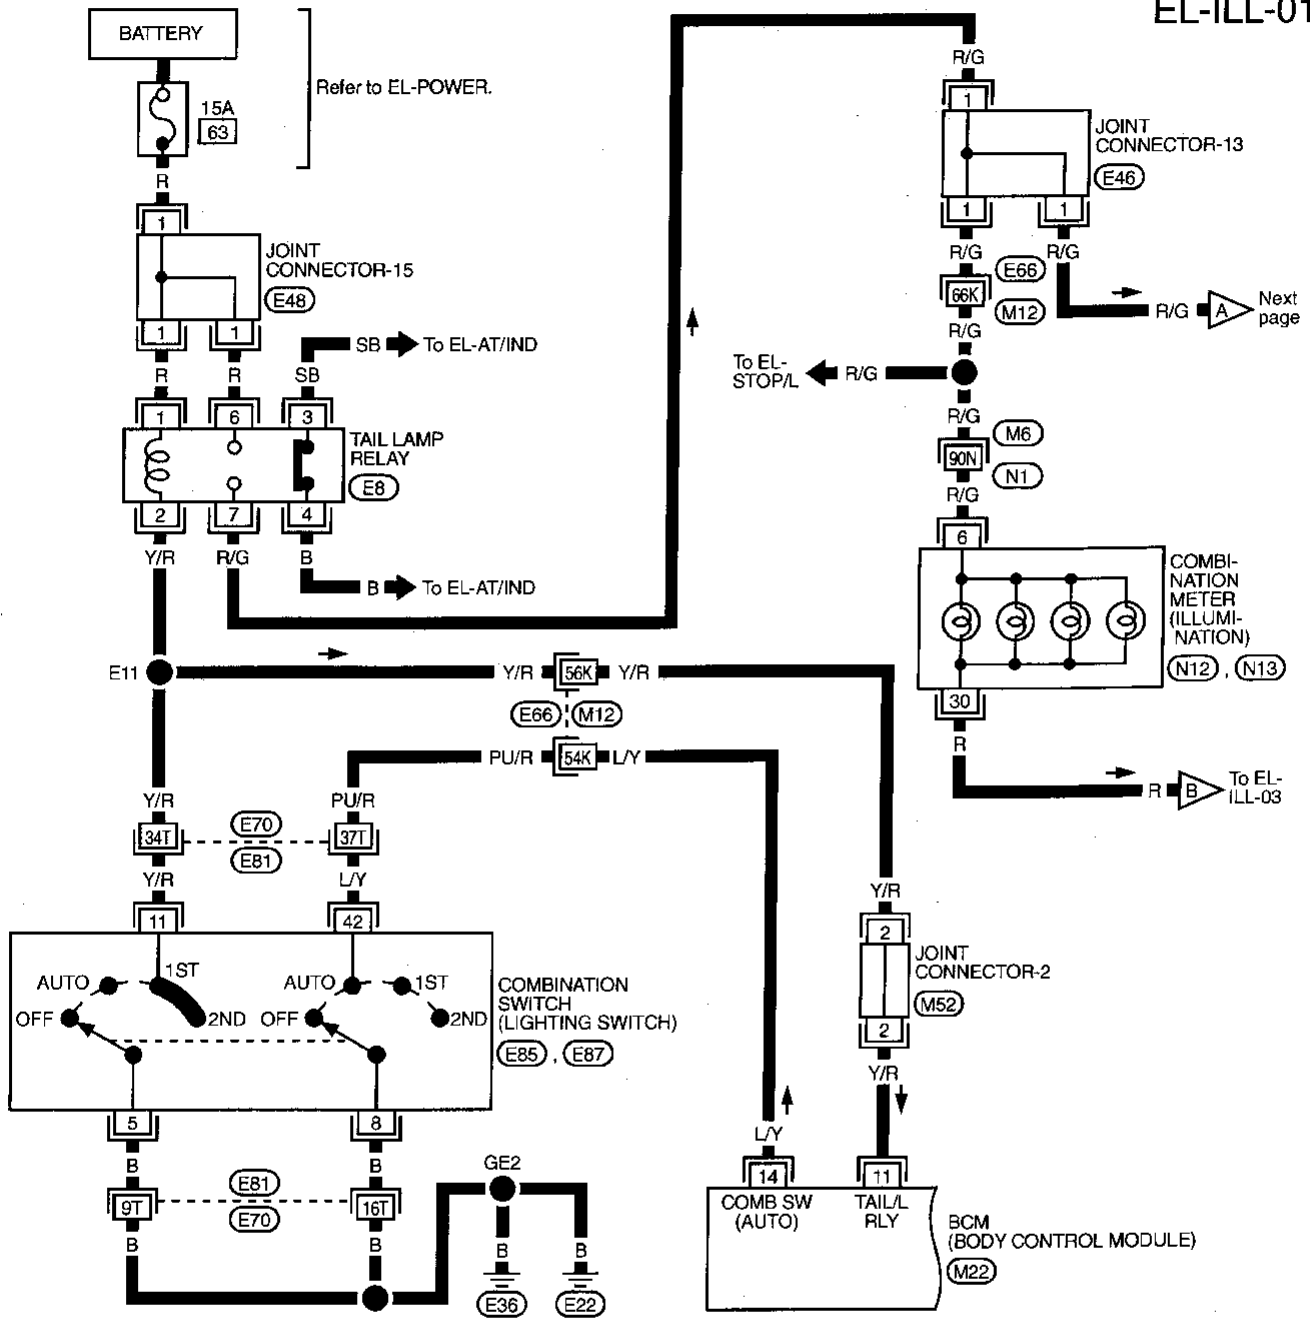 EL-ILL-01
BATTERY
Refer to EL-POWER.
15A
63
R
1
JOINT
CONNECTOR-15
E48
1 1
R R
SB To EL-AT/IND
SB
1 6 3
TAIL LAMP
RELAY
E8
2 7 4
Y/R R/G B
B To EL-AT/IND
R/G
1
JOINT
CONNECTOR-13
E46
1 1
R/G R/G
E66
66K
M12
R/G
R/G A Next
page
To EL-
STOP/L
R/G
R/G
M6
90N
N1
R/G
6
COMBI-
NATION
METER
(ILLUMI-
NATION)
N12 , N13
30
R
R B To EL-
ILL-03
E11
Y/R 56K Y/R
E66 M12
PU/R 54K L/Y
Y/R PU/R
34T E70 37T
E81
Y/R L/Y
11 42
AUTO 1ST AUTO 1ST
OFF 2ND OFF 2ND
COMBINATION
SWITCH
(LIGHTING SWITCH)
E85 , E87
5 8
B B
E81
9T 16T
E70
B B
GE2
B B
E36 E22
Y/R
2
JOINT
CONNECTOR-2
M52
2
Y/R
L/Y
14 11
COMB SW
(AUTO)
TAIL/L
RLY
BCM
(BODY CONTROL MODULE)
M22